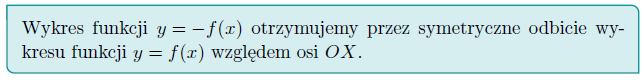 Wykres funkcji y = −f(x) otrzymujemy przez symetryczne odbicie wy-
kresu funkcji y = f(x) względem osi OX.